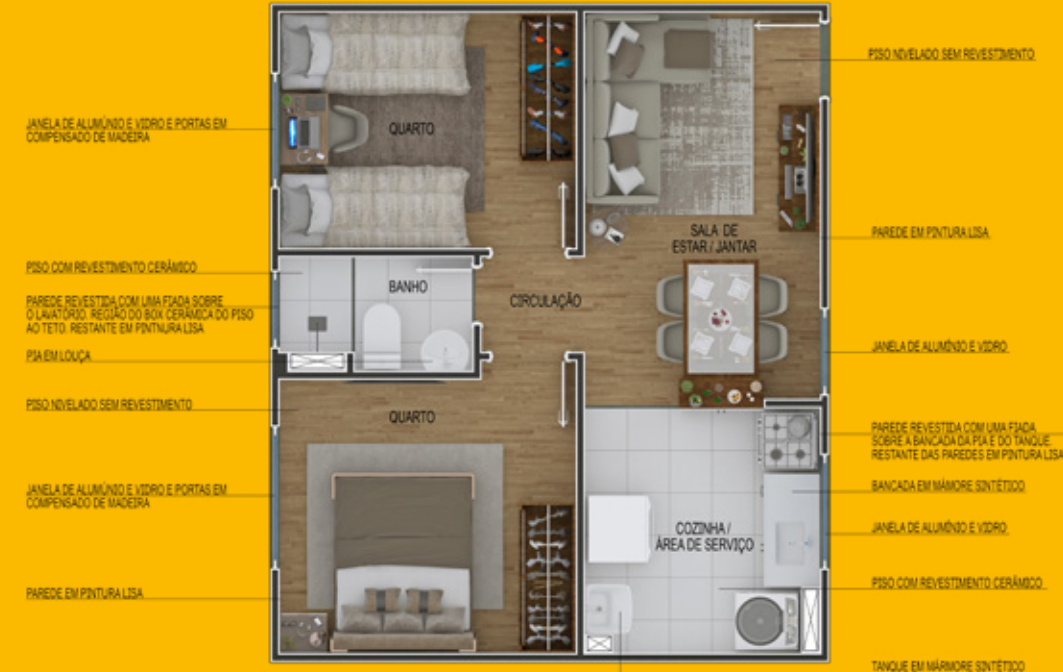 JANELA DE ALUMÚNIO E VIDRO E PORTAS EM
COMPENSADO DE MADEIRA
PISO COM REVESTIMENTO CERÂMICO
PAREDE REVESTIDA COM UMA FIADA SOBRE
O LAVATÓRIO. REGIÃO DO BOX CERÂMICA DO PISO
AO TETO. RESTANTE EM PINTNURA LISA
PIA EM LOUÇA
PISO NIVELADO SEM REVESTIMENTO
JANELA DE ALUMÚNIO E VIDRO E PORTAS EM
COMPENSADO DE MADEIRA
PAREDE EM PINTURA LISA
QUARTO
BANHO
CIRCULAÇÃO
QUARTO
SALA DE
ESTAR / JANTAR
COZINHA /
ÁREA DE SERVIÇO
PISO NIVELADO SEM REVESTIMENTO
PAREDE EM PINTURA LISA
JANELA DE ALUMÍNIO E VIDRO
PAREDE REVESTIDA COM UMA FIADA
SOBRE A BANCADA DA PIA E DO TANQUE
RESTANTE DAS PAREDES EM PINTURA LISA
BANCADA EM MÁMORE SINTÉTICO
JANELA DE ALUMÍNIO E VIDRO
PISO COM REVESTIMENTO CERÂMICO
TANQUE EM MÁRMORE SINTÉTICO